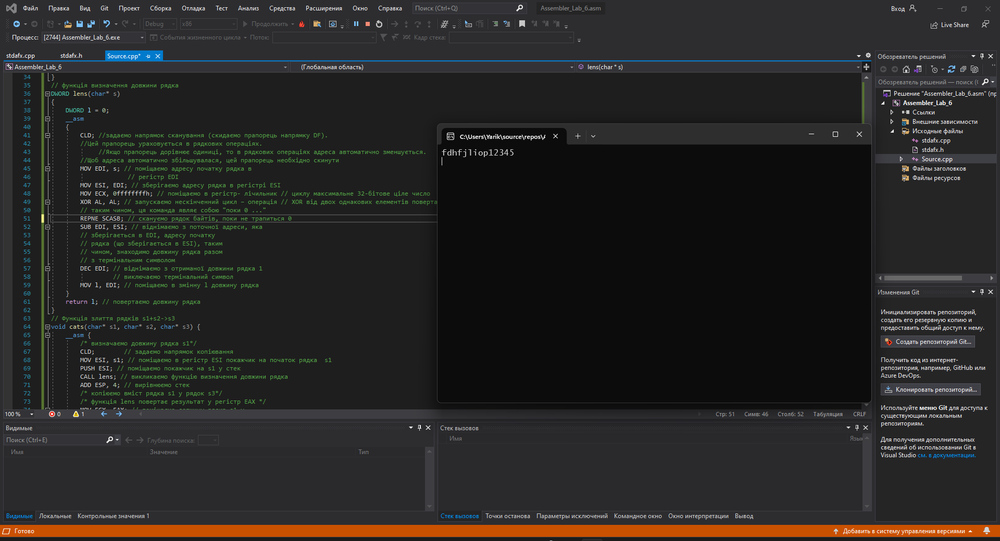 Файл Правка Вид Git Проект Сборка Отладка Тест Анализ Средства Расширения Окно Справка Поиск (Ctrl+Q) Assembler_Lab_6.asm Вход
Debug x86 Продолжить Live Share
Процесс: [2744] Assembler_Lab_6.exe События жизненного цикла Поток: Кадр стека:
stdafx.cpp stdafx.h Source.cpp*
Assembler_Lab_6 (Глобальная область) lens(char * s)
34 }
35 // функція визначення довжини рядка
36 DWORD lens(char* s)
37 {
38 DWORD l = 0;
39 __asm
40 {
41 CLD; //задаємо напрямок сканування (скидаємо прапорець напрямку DF).
42 //Цей прапорець ураховується в рядкових операціях.
43 //Якщо прапорець дорівнює одиниці, то в рядкових операціях адреса автоматично зменшується.
44 //Щоб адреса автоматично збільшувалася, цей прапорець необхідно скинути
45 MOV EDI, s; // поміщаємо адресу початку рядка в
46 // регістр EDI
47 MOV ESI, EDI; // зберігаємо адресу рядка в регістрі ESI
48 MOV ECX, 0ffffffffh; // поміщаємо в регістр- лічильник // циклу максимальне 32-бітове ціле число
49 XOR AL, AL; // запускаємо нескінченний цикл – операція // XOR від двох однакових елементів поверта
50 // таким чином, ця команда являє собою "поки 0 ..."
51 REPNE SCASB; // скануємо рядок байтів, поки не трапиться 0
52 SUB EDI, ESI; // віднімаємо з поточної адреси, яка
53 // зберігається в EDI, адресу початку
54 // рядка (що зберігається в ESI), таким
55 // чином, знаходимо довжину рядка разом
56 // з термінальним символом
57 DEC EDI; // віднімаємо з отриманої довжини рядка 1
58 // виключаємо термінальний символ
59 MOV l, EDI; // поміщаємо в змінну l довжину рядка
60 }
61 return l; // повертаємо довжину рядка
62 }
63 // Функція злиття рядків s1+s2->s3
64 void cats(char* s1, char* s2, char* s3) {
65 __asm {
66 /* визначаємо довжину рядка s1*/
67 CLD; // задаємо напрямок копіювання
68 MOV ESI, s1; // поміщаємо в регістр ESI покажчик на початок рядка s1
69 PUSH ESI; // поміщаємо покажчик на s1 у стек
70 CALL lens; // викликаємо функцію визначення довжини рядка
71 ADD ESP, 4; // вирівнюємо стек
72 /* копіюємо вміст рядка s1 у рядок s3*/
73 /* функція lens повертає результат у регістр EAX */
C:\Users\Yarik\source\repos\A
fdhfjliop12345
100 % 0 1 Стр: 51 Симв: 46 Столб: 52 Табуляция CRLF
Видимые
Поиск (Ctrl+E) Глубина поиска:
Имя Значение Тип
Видимые Локальные Контрольные значения 1
Стек вызовов
Имя Язык
Стек вызовов Точки останова Параметры исключений Командное окно Окно интерпретации Вывод
Обозреватель решений
Обозреватель решений — поиск (
Решение "Assembler_Lab_6.asm" (пр
Assembler_Lab_6
Ссылки
Внешние зависимости
Исходные файлы
stdafx.cpp
stdafx.h
Source.cpp
Файлы заголовков
Файлы ресурсов
Изменения Git
Инициализировать репозиторий,
создать его резервную копию и
предоставить общий доступ к нему.
Создать репозиторий Git...
Получить код из интернет-
репозитория, например, GitHub или
Azure DevOps.
Клонировать репозиторий...
Используйте меню Git для доступа к
существующим локальным
репозиториям.
Для получения дополнительных
сведений об использовании Git в
Visual Studio см. в документации.
Готово Добавить в систему управления версиями